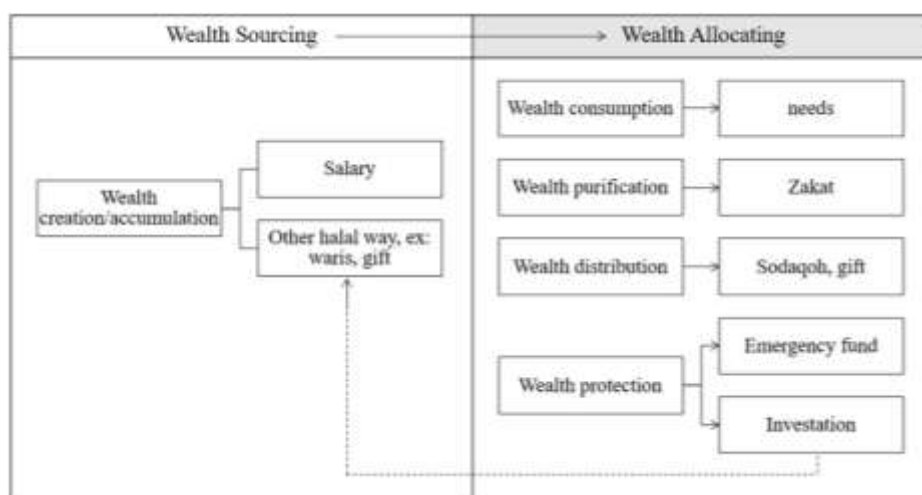 Wealth Sourcing
Wealth Allocating
Wealth
creation/accumulation
Salary
Other halal way, ex:
waris, gift
Wealth consumption
needs
Wealth purification
Zakat
Wealth distribution
Sodaqoh, gift
Wealth protection
Emergency fund
Investation